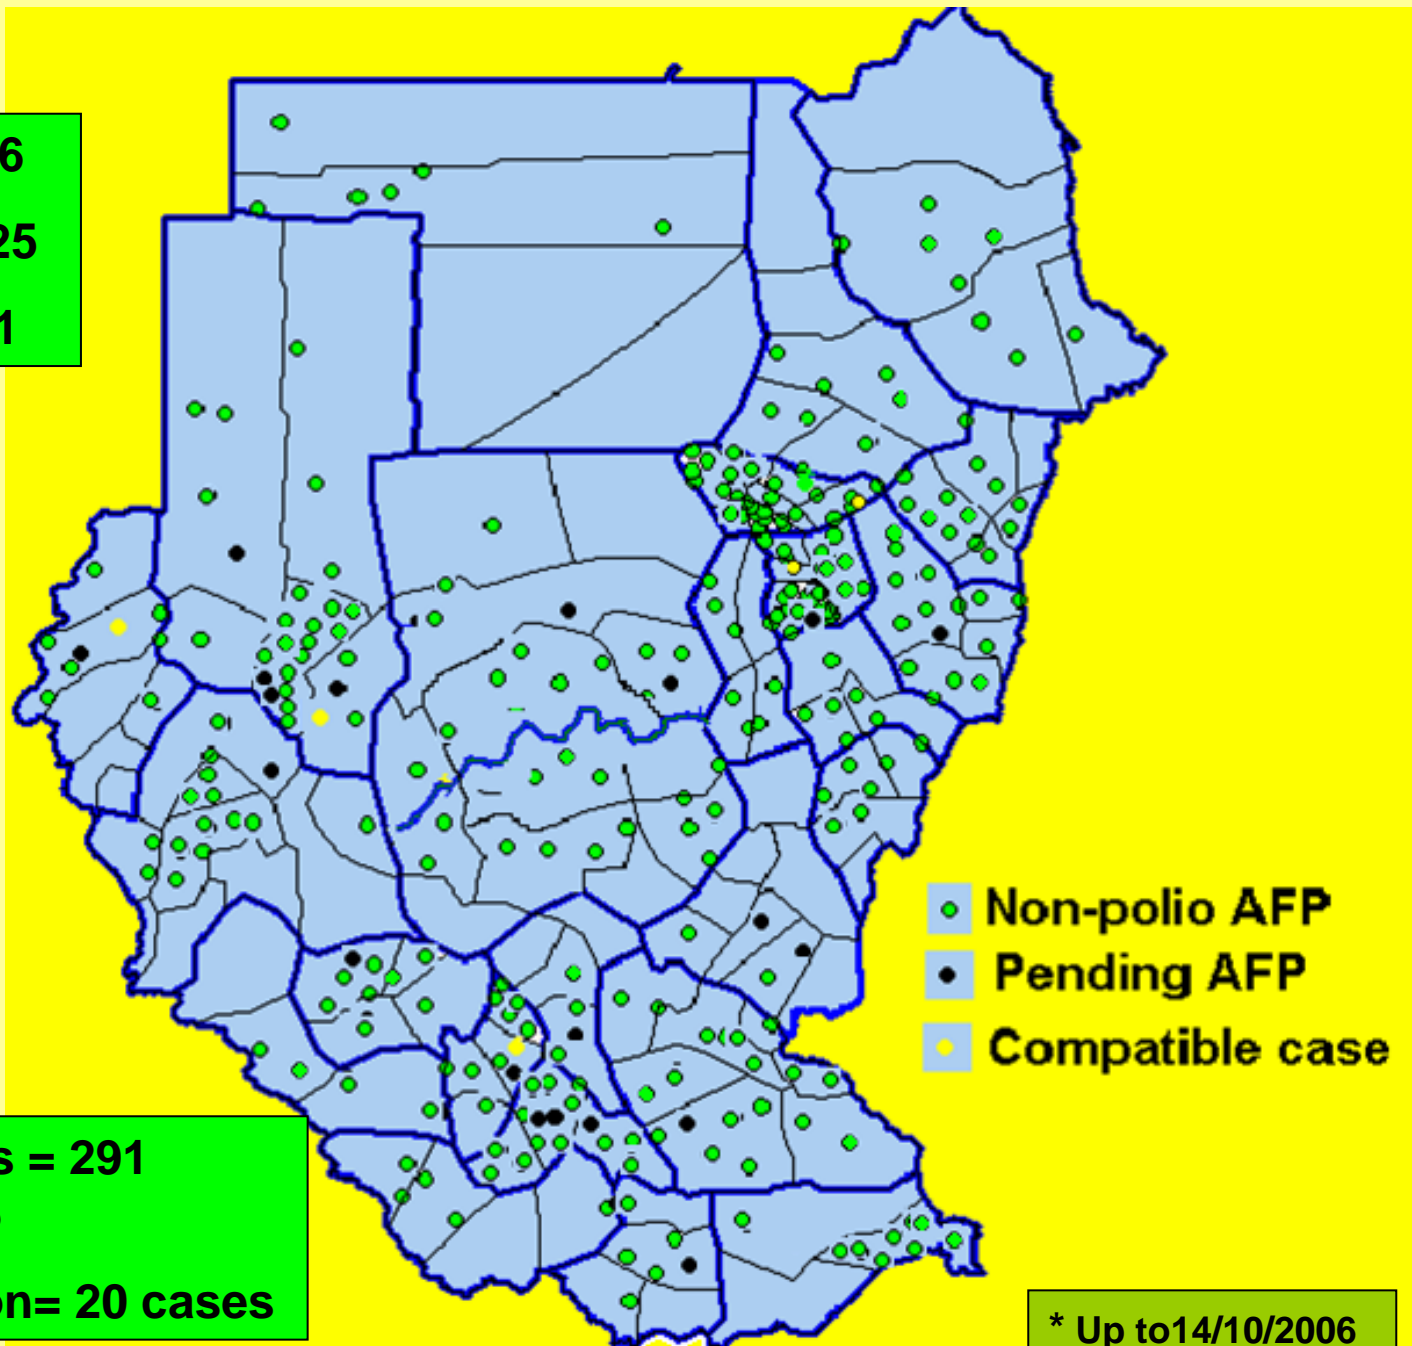 6
25
1
Non-polio AFP
Pending AFP
Compatible case
s = 291
on= 20 cases
* Up to14/10/2006